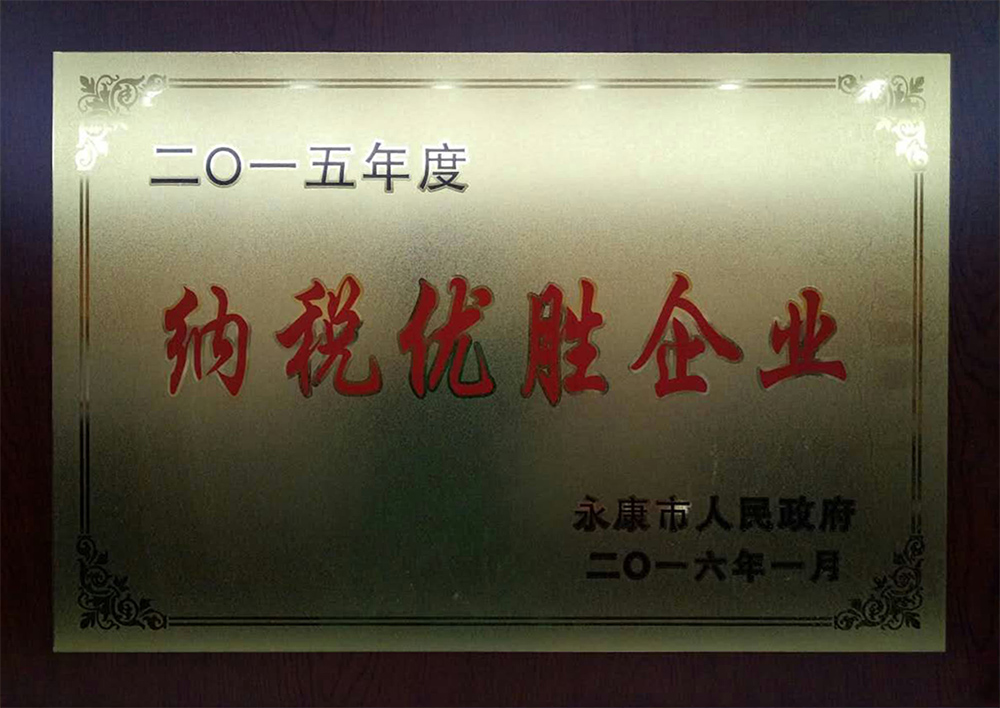 二〇一五年度
纳税优胜企业
永康市人民政府
二〇一六年一月